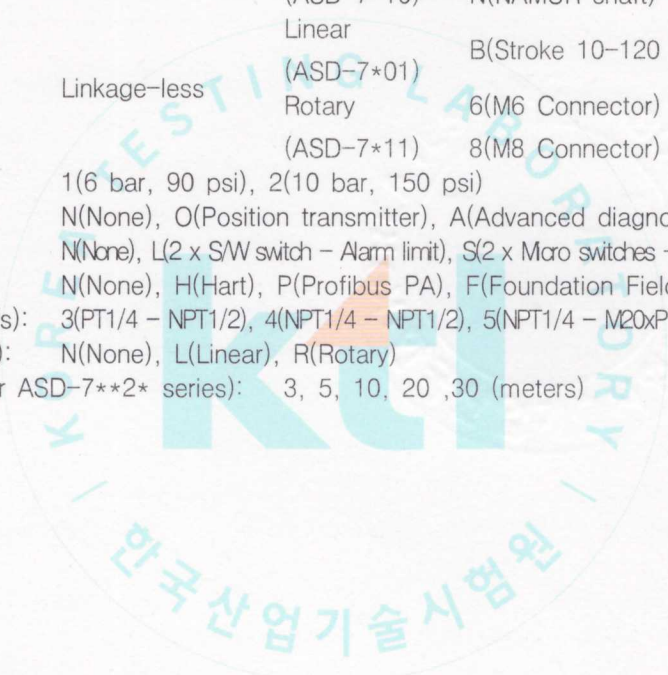 Linear
B(Stroke 10-120
(ASD-7*01)
Linkage-less
Rotary
6(M6 Connector)
(ASD-7*11)
8(M8 Connector)
1(6 bar, 90 psi), 2(10 bar, 150 psi)
N(None), O(Position transmitter), A(Advanced
N(None), L(2 x S/W switch - Alarm limit), S(2 x Mcro switches -
N(None), H(Hart), P(Profibus PA), F(Foundation
s): 3(PT1/4 - NPT1/2), 4(NPT1/4 - NPT1/2), 5(NPT1/4 - M20xP
): N(None), L(Linear), R(Rotary)
r ASD-7**2* series): 3, 5, 10, 20 ,30 (meters)
KOREA TESTING LABORATORY
ktl
한국산업기술시험원